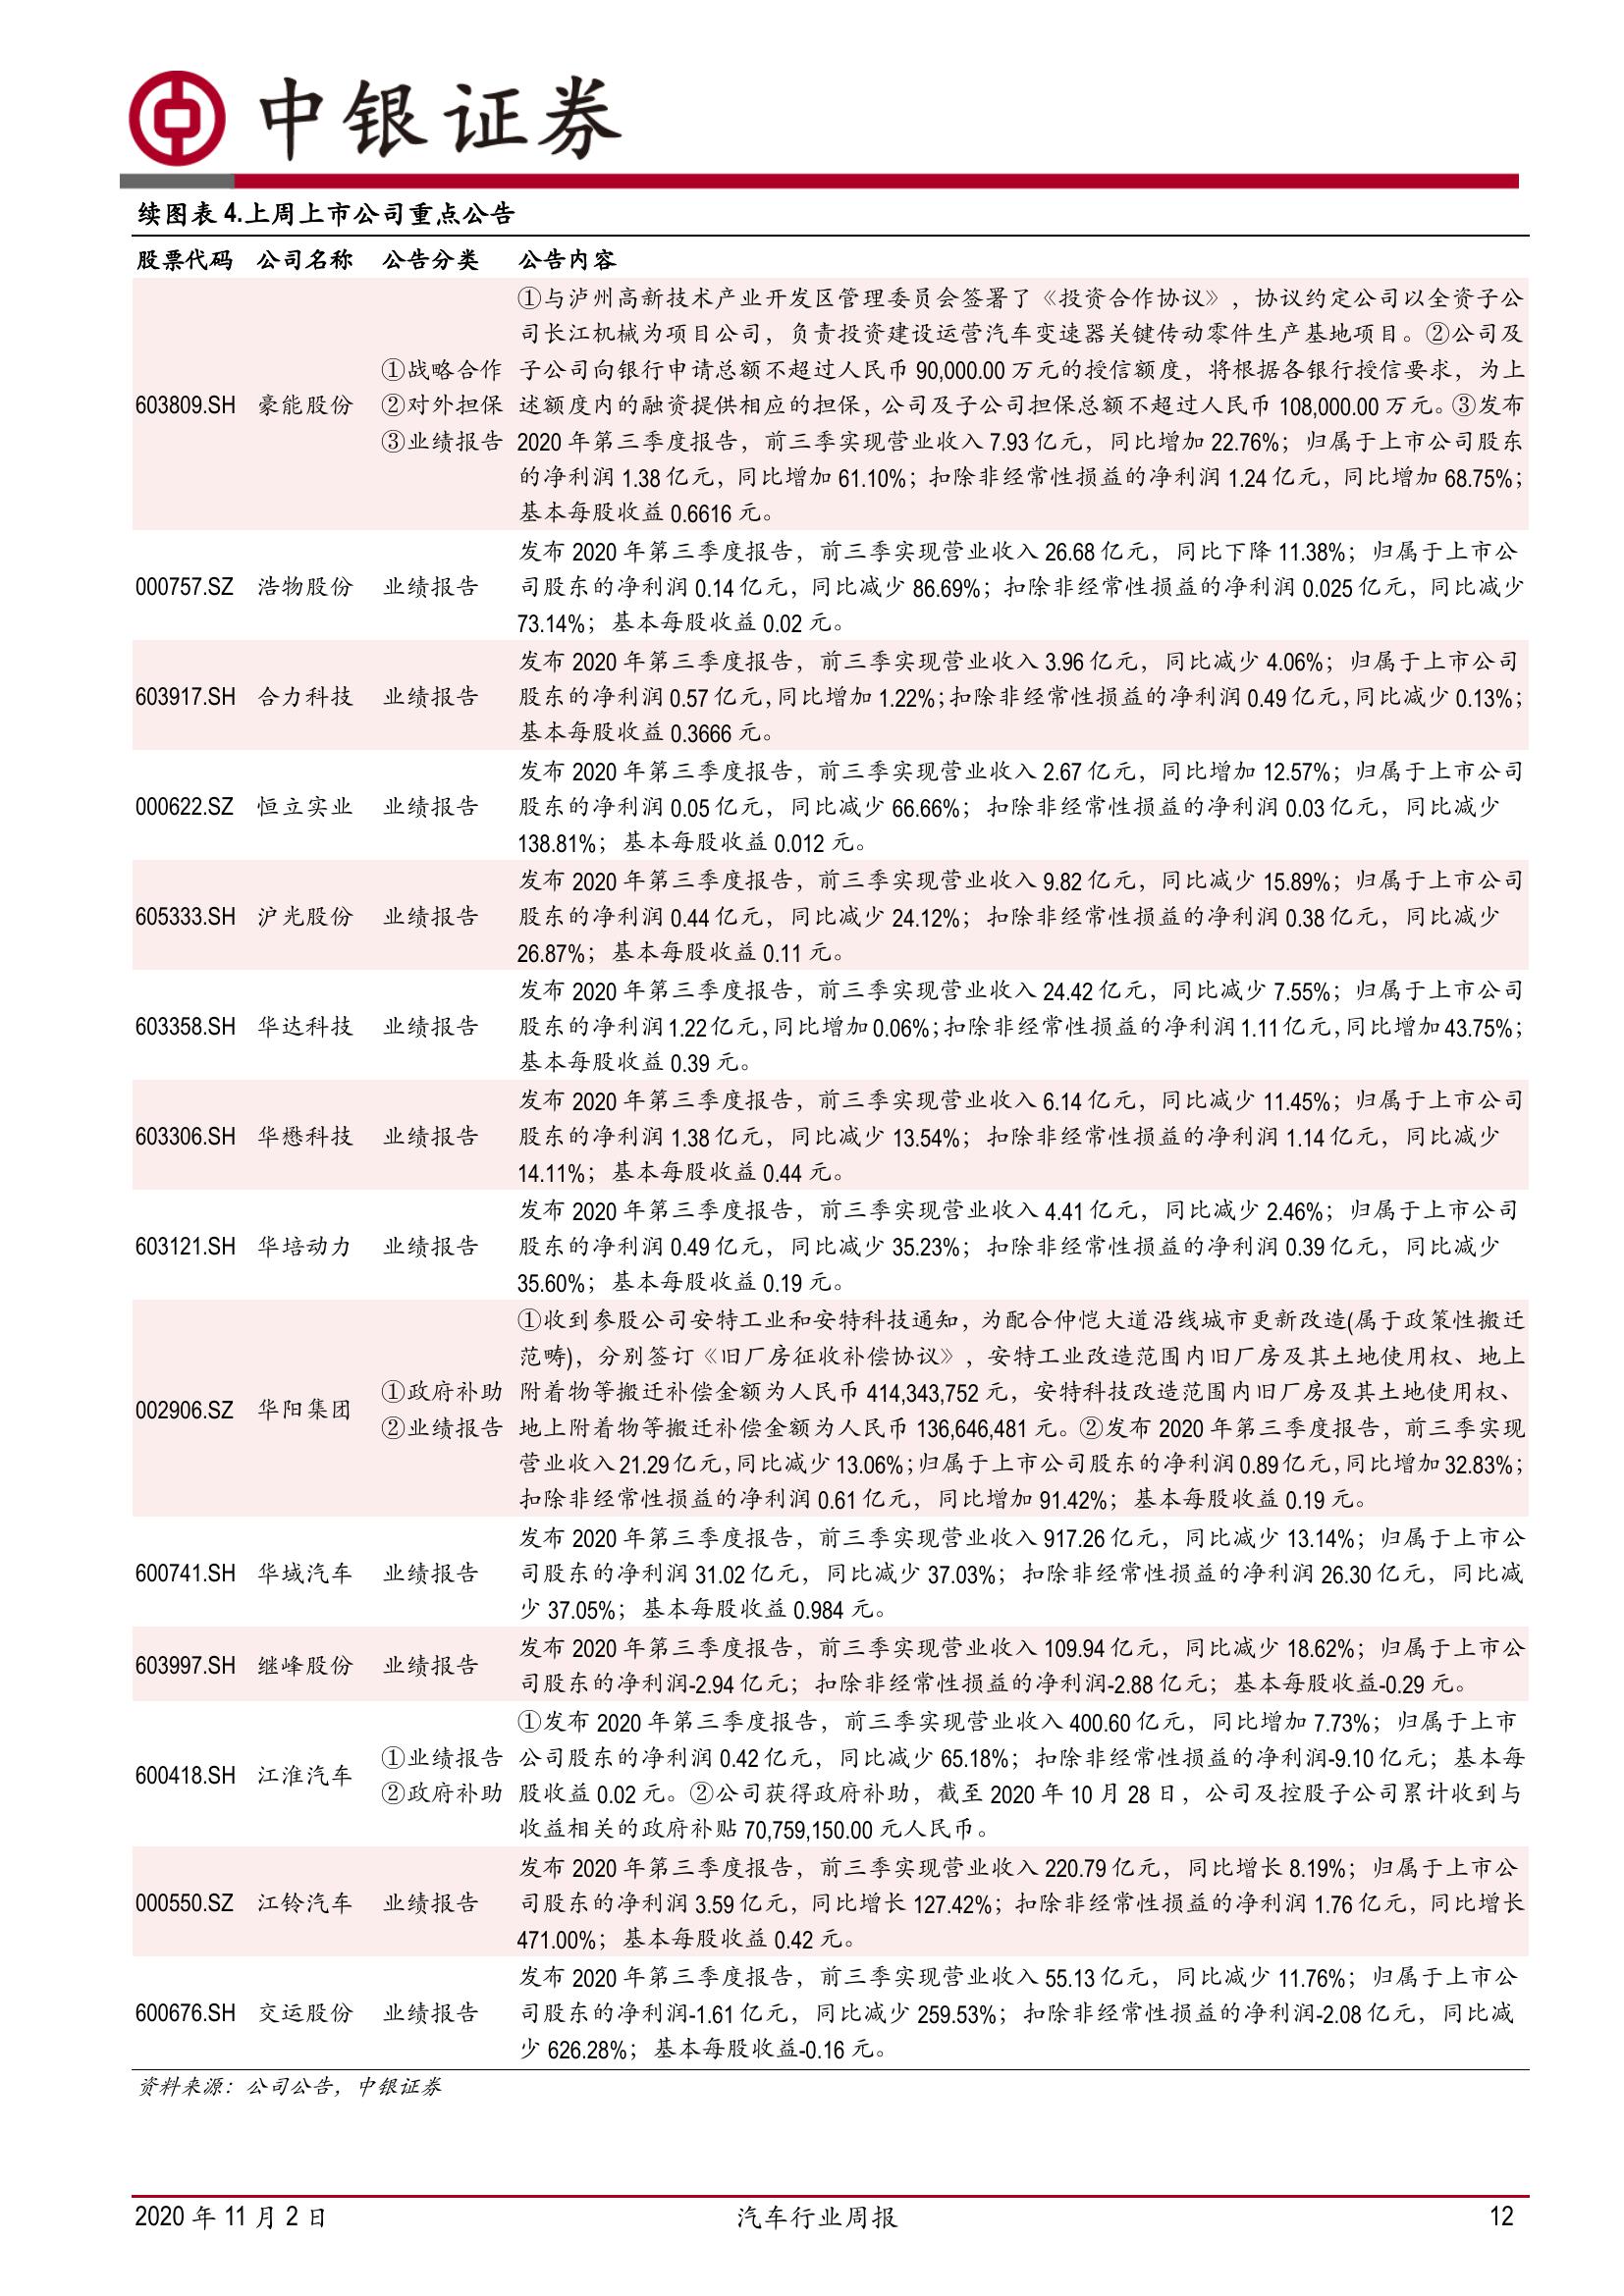 中银证券
续图表 4.上周上市公司重点公告
股票代码 公司名称 公告分类 公告内容
603809.SH 豪能股份 ①战略合作 ②对外担保 ③业绩报告
①与泸州高新技术产业开发区管理委员会签署了《投资合作协议》，协议约定公司以全资子公
司长江机械为项目公司，负责投资建设运营汽车变速器关键传动零件生产基地项目。②公司及
子公司向银行申请总额不超过人民币 90,000.00 万元的授信额度，将根据各银行授信要求，为上
述额度内的融资提供相应的担保，公司及子公司担保总额不超过人民币 108,000.00 万元。③发布
2020 年第三季度报告，前三季实现营业收入 7.93 亿元，同比增加 22.76%；归属于上市公司股东
的净利润 1.38 亿元，同比增加 61.10%；扣除非经常性损益的净利润 1.24 亿元，同比增加 68.75%；
基本每股收益 0.6616 元。
000757.SZ 浩物股份 业绩报告
发布 2020 年第三季度报告，前三季实现营业收入 26.68 亿元，同比下降 11.38%；归属于上市公
司股东的净利润 0.14 亿元，同比减少 86.69%；扣除非经常性损益的净利润 0.025 亿元，同比减少
73.14%；基本每股收益 0.02 元。
603917.SH 合力科技 业绩报告
发布 2020 年第三季度报告，前三季实现营业收入 3.96 亿元，同比减少 4.06%；归属于上市公司
股东的净利润 0.57 亿元，同比增加 1.22%；扣除非经常性损益的净利润 0.49 亿元，同比减少 0.13%；
基本每股收益 0.3666 元。
000622.SZ 恒立实业 业绩报告
发布 2020 年第三季度报告，前三季实现营业收入 2.67 亿元，同比增加 12.57%；归属于上市公司
股东的净利润 0.05 亿元，同比减少 66.66%；扣除非经常性损益的净利润 0.03 亿元，同比减少
138.81%；基本每股收益 0.012 元。
605333.SH 沪光股份 业绩报告
发布 2020 年第三季度报告，前三季实现营业收入 9.82 亿元，同比减少 15.89%；归属于上市公司
股东的净利润 0.44 亿元，同比减少 24.12%；扣除非经常性损益的净利润 0.38 亿元，同比减少
26.87%；基本每股收益 0.11 元。
603358.SH 华达科技 业绩报告
发布 2020 年第三季度报告，前三季实现营业收入 24.42 亿元，同比减少 7.55%；归属于上市公司
股东的净利润 1.22 亿元，同比增加 0.06%；扣除非经常性损益的净利润 1.11 亿元，同比增加 43.75%；
基本每股收益 0.39 元。
603306.SH 华懋科技 业绩报告
发布 2020 年第三季度报告，前三季实现营业收入 6.14 亿元，同比减少 11.45%；归属于上市公司
股东的净利润 1.38 亿元，同比减少 13.54%；扣除非经常性损益的净利润 1.14 亿元，同比减少
14.11%；基本每股收益 0.44 元。
603121.SH 华培动力 业绩报告
发布 2020 年第三季度报告，前三季实现营业收入 4.41 亿元，同比减少 2.46%；归属于上市公司
股东的净利润 0.49 亿元，同比减少 35.23%；扣除非经常性损益的净利润 0.39 亿元，同比减少
35.60%；基本每股收益 0.19 元。
002906.SZ 华阳集团 ①政府补助 ②业绩报告
①收到参股公司安特工业和安特科技通知，为配合仲恺大道沿线城市更新改造(属于政策性搬迁
范畴)，分别签订《旧厂房征收补偿协议》，安特工业改造范围内旧厂房及其土地使用权、地上
附着物等搬迁补偿金额为人民币 414,343,752 元，安特科技改造范围内旧厂房及其土地使用权、
地上附着物等搬迁补偿金额为人民币 136,646,481 元。②发布 2020 年第三季度报告，前三季实现
营业收入 21.29 亿元，同比减少 13.06%；归属于上市公司股东的净利润 0.89 亿元，同比增加 32.83%；
扣除非经常性损益的净利润 0.61 亿元，同比增加 91.42%；基本每股收益 0.19 元。
600741.SH 华域汽车 业绩报告
发布 2020 年第三季度报告，前三季实现营业收入 917.26 亿元，同比减少 13.14%；归属于上市公
司股东的净利润 31.02 亿元，同比减少 37.03%；扣除非经常性损益的净利润 26.30 亿元，同比减
少 37.05%；基本每股收益 0.984 元。
603997.SH 继峰股份 业绩报告
发布 2020 年第三季度报告，前三季实现营业收入 109.94 亿元，同比减少 18.62%；归属于上市公
司股东的净利润-2.94 亿元；扣除非经常性损益的净利润-2.88 亿元；基本每股收益-0.29 元。
600418.SH 江淮汽车 ①业绩报告 ②政府补助
①发布 2020 年第三季度报告，前三季实现营业收入 400.60 亿元，同比增加 7.73%；归属于上市
公司股东的净利润 0.42 亿元，同比减少 65.18%；扣除非经常性损益的净利润-9.10 亿元；基本每
股收益 0.02 元。②公司获得政府补助，截至 2020 年 10 月 28 日，公司及控股子公司累计收到与
收益相关的政府补贴 70,759,150.00 元人民币。
000550.SZ 江铃汽车 业绩报告
发布 2020 年第三季度报告，前三季实现营业收入 220.79 亿元，同比增长 8.19%；归属于上市公
司股东的净利润 3.59 亿元，同比增长 127.42%；扣除非经常性损益的净利润 1.76 亿元，同比增长
471.00%；基本每股收益 0.42 元。
600676.SH 交运股份 业绩报告
发布 2020 年第三季度报告，前三季实现营业收入 55.13 亿元，同比减少 11.76%；归属于上市公
司股东的净利润-1.61 亿元，同比减少 259.53%；扣除非经常性损益的净利润-2.08 亿元，同比减
少 626.28%；基本每股收益-0.16 元。
资料来源：公司公告，中银证券
2020 年 11 月 2 日 汽车行业周报 12